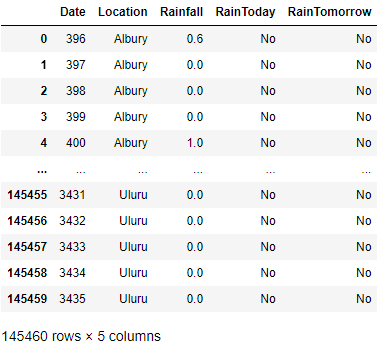 Date Location Rainfall RainToday RainTomorrow
0 396 Albury 0.6 No No
1 397 Albury 0.0 No No
2 398 Albury 0.0 No No
3 399 Albury 0.0 No No
4 400 Albury 1.0 No No
... ... ... ... ... ...
145455 3431 Uluru 0.0 No No
145456 3432 Uluru 0.0 No No
145457 3433 Uluru 0.0 No No
145458 3434 Uluru 0.0 No No
145459 3435 Uluru 0.0 No No
145460 rows × 5 columns